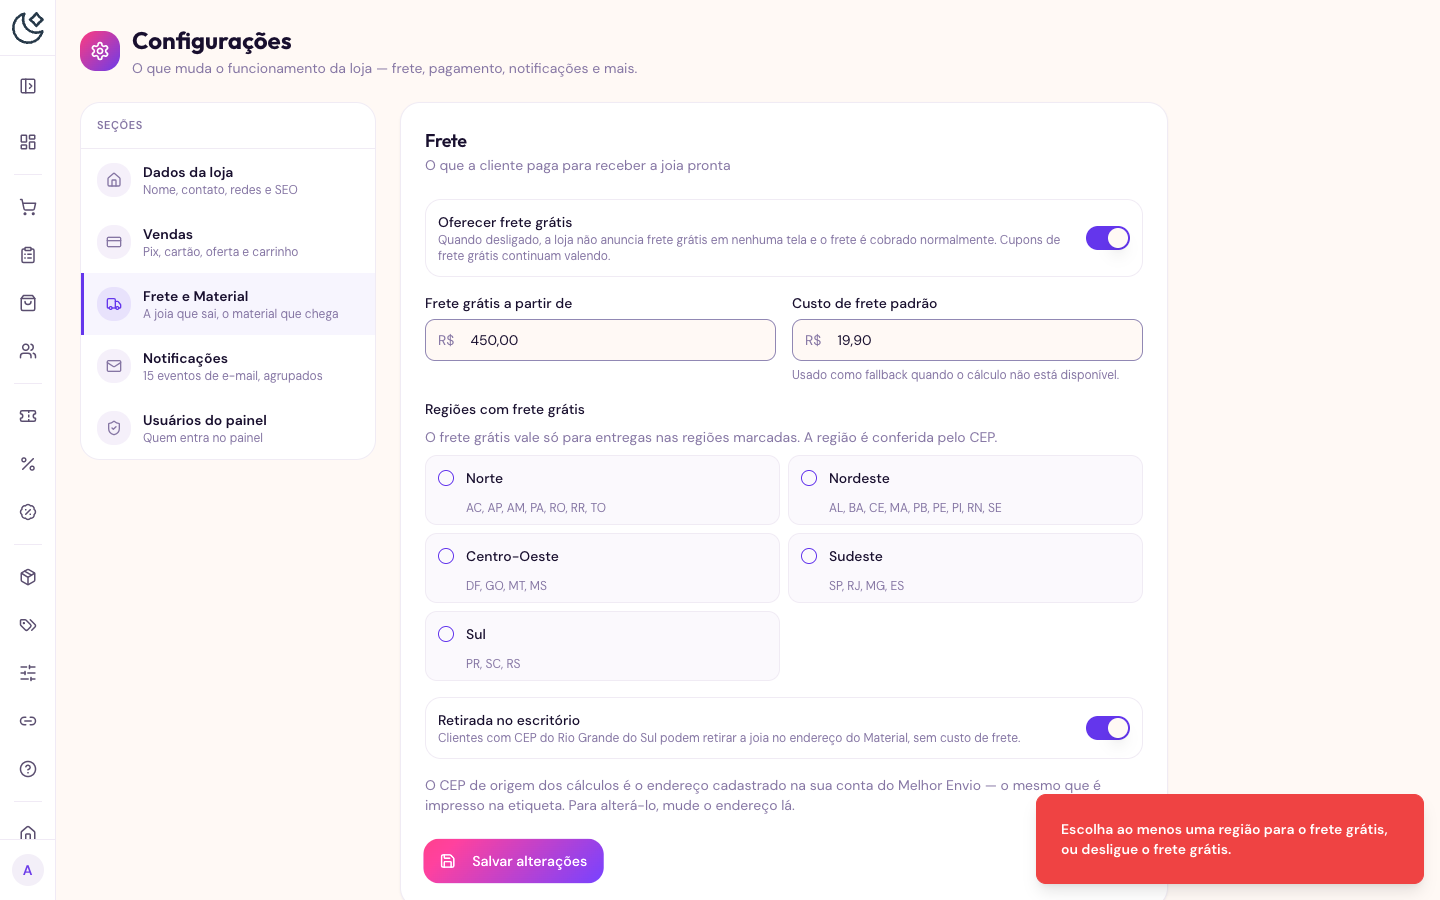 Configurações
O que muda o funcionamento da loja — frete, pagamento, notificações e mais.
SEÇÕES
Dados da loja
Nome, contato, redes e SEO
Vendas
Pix, cartão, oferta e carrinho
Frete e Material
A joia que sai, o material que chega
Notificações
15 eventos de e-mail, agrupados
Usuários do painel
Quem entra no painel
A
Frete
O que a cliente paga para receber a joia pronta
Oferecer frete grátis
Quando desligado, a loja não anuncia frete grátis em nenhuma tela e o frete é cobrado normalmente. Cupons de
frete grátis continuam valendo.
Frete grátis a partir de
R$ 450,00
Custo de frete padrão
R$ 19,90
Usado como fallback quando o cálculo não está disponível.
Regiões com frete grátis
O frete grátis vale só para entregas nas regiões marcadas. A região é conferida pelo CEP.
Norte
AC, AP, AM, PA, RO, RR, TO
Nordeste
AL, BA, CE, MA, PB, PE, PI, RN, SE
Centro-Oeste
DF, GO, MT, MS
Sudeste
SP, RJ, MG, ES
Sul
PR, SC, RS
Retirada no escritório
Clientes com CEP do Rio Grande do Sul podem retirar a joia no endereço do Material, sem custo de frete.
O CEP de origem dos cálculos é o endereço cadastrado na sua conta do Melhor Envio — o mesmo que é
impresso na etiqueta. Para alterá-lo, mude o endereço lá.
Salvar alterações
Escolha ao menos uma região para o frete grátis,
ou desligue o frete grátis.